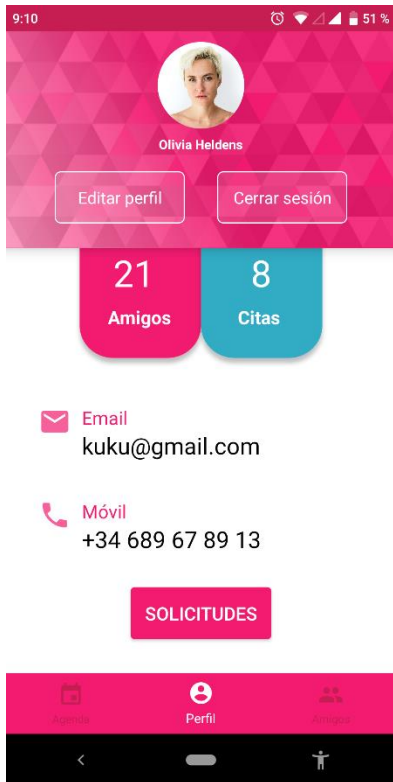 9:10
51 %
Olivia Heldens
Editar perfil
Cerrar sesión
21
8
Amigos
Citas
Email
kuku@gmail.com
Móvil
+34 689 67 89 13
SOLICITUDES
Agenda
Perfil
Amigos